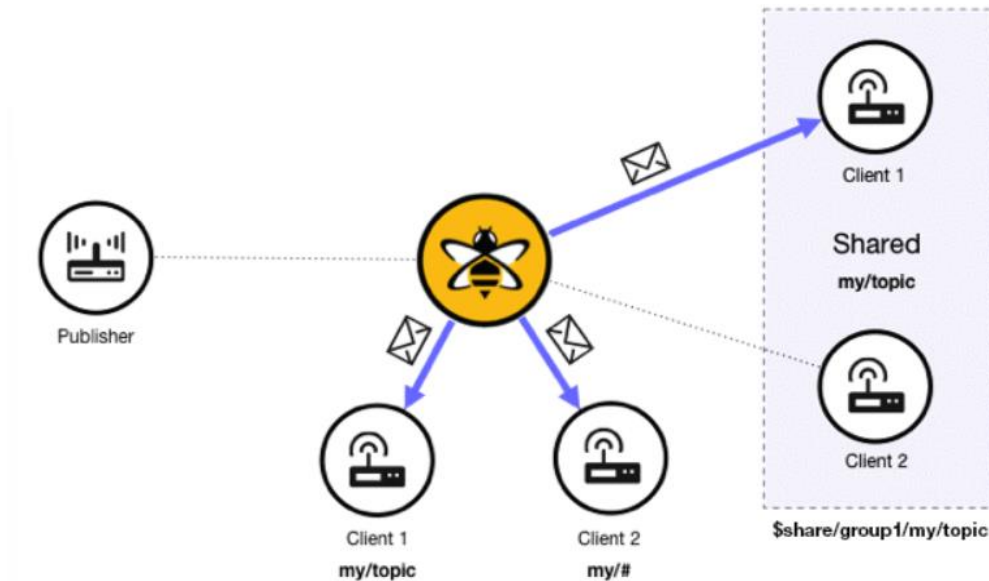 Client 1
Shared
my/topic
Publisher
Client 2
$share/group1/my/topic
Client 1
Client 2
my/topic
my/#